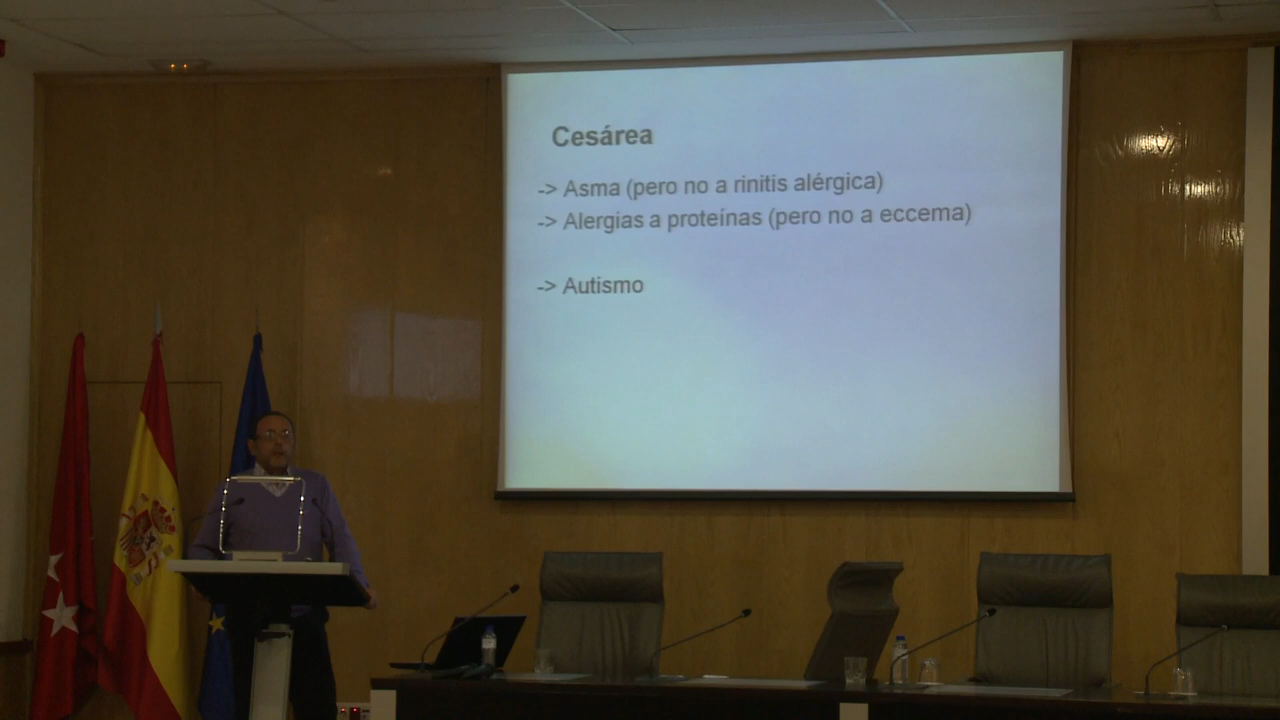 Cesárea
-> Asma (pero no a rinitis alérgica)
-> Alergias a proteínas (pero no a eccema)
-> Autismo